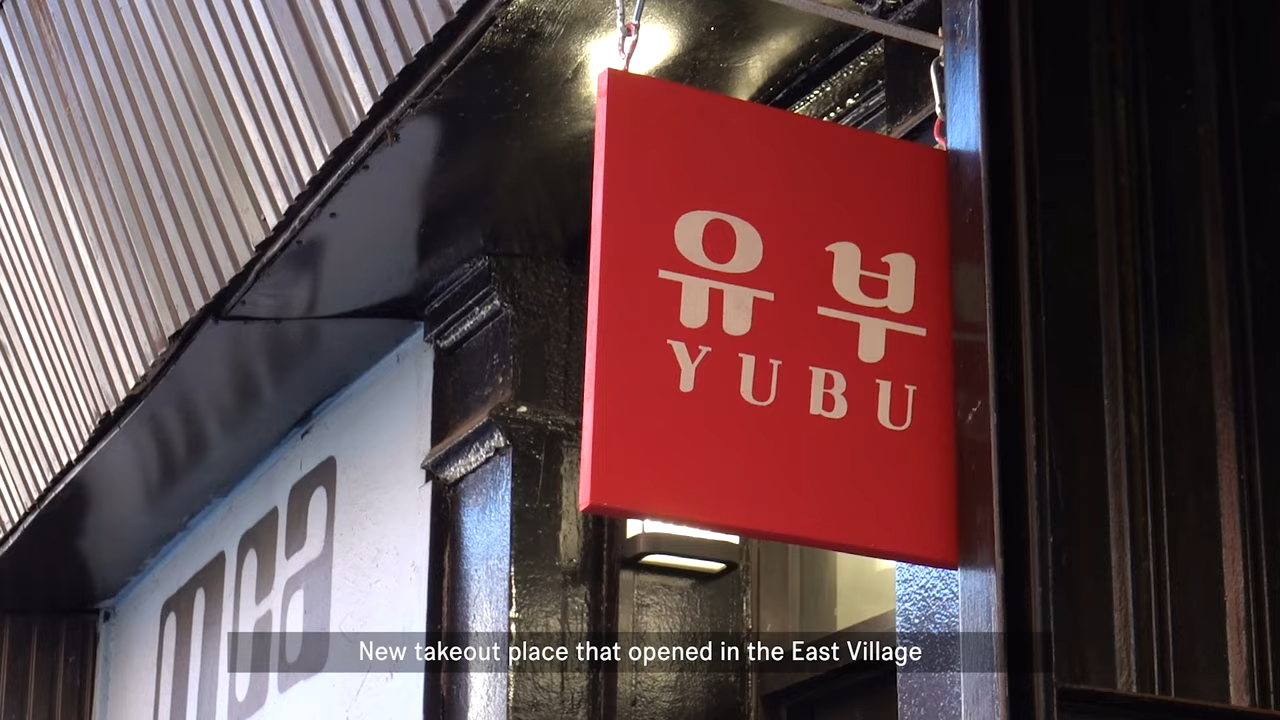 유부
YUBU
New takeout place that opened in the East Village